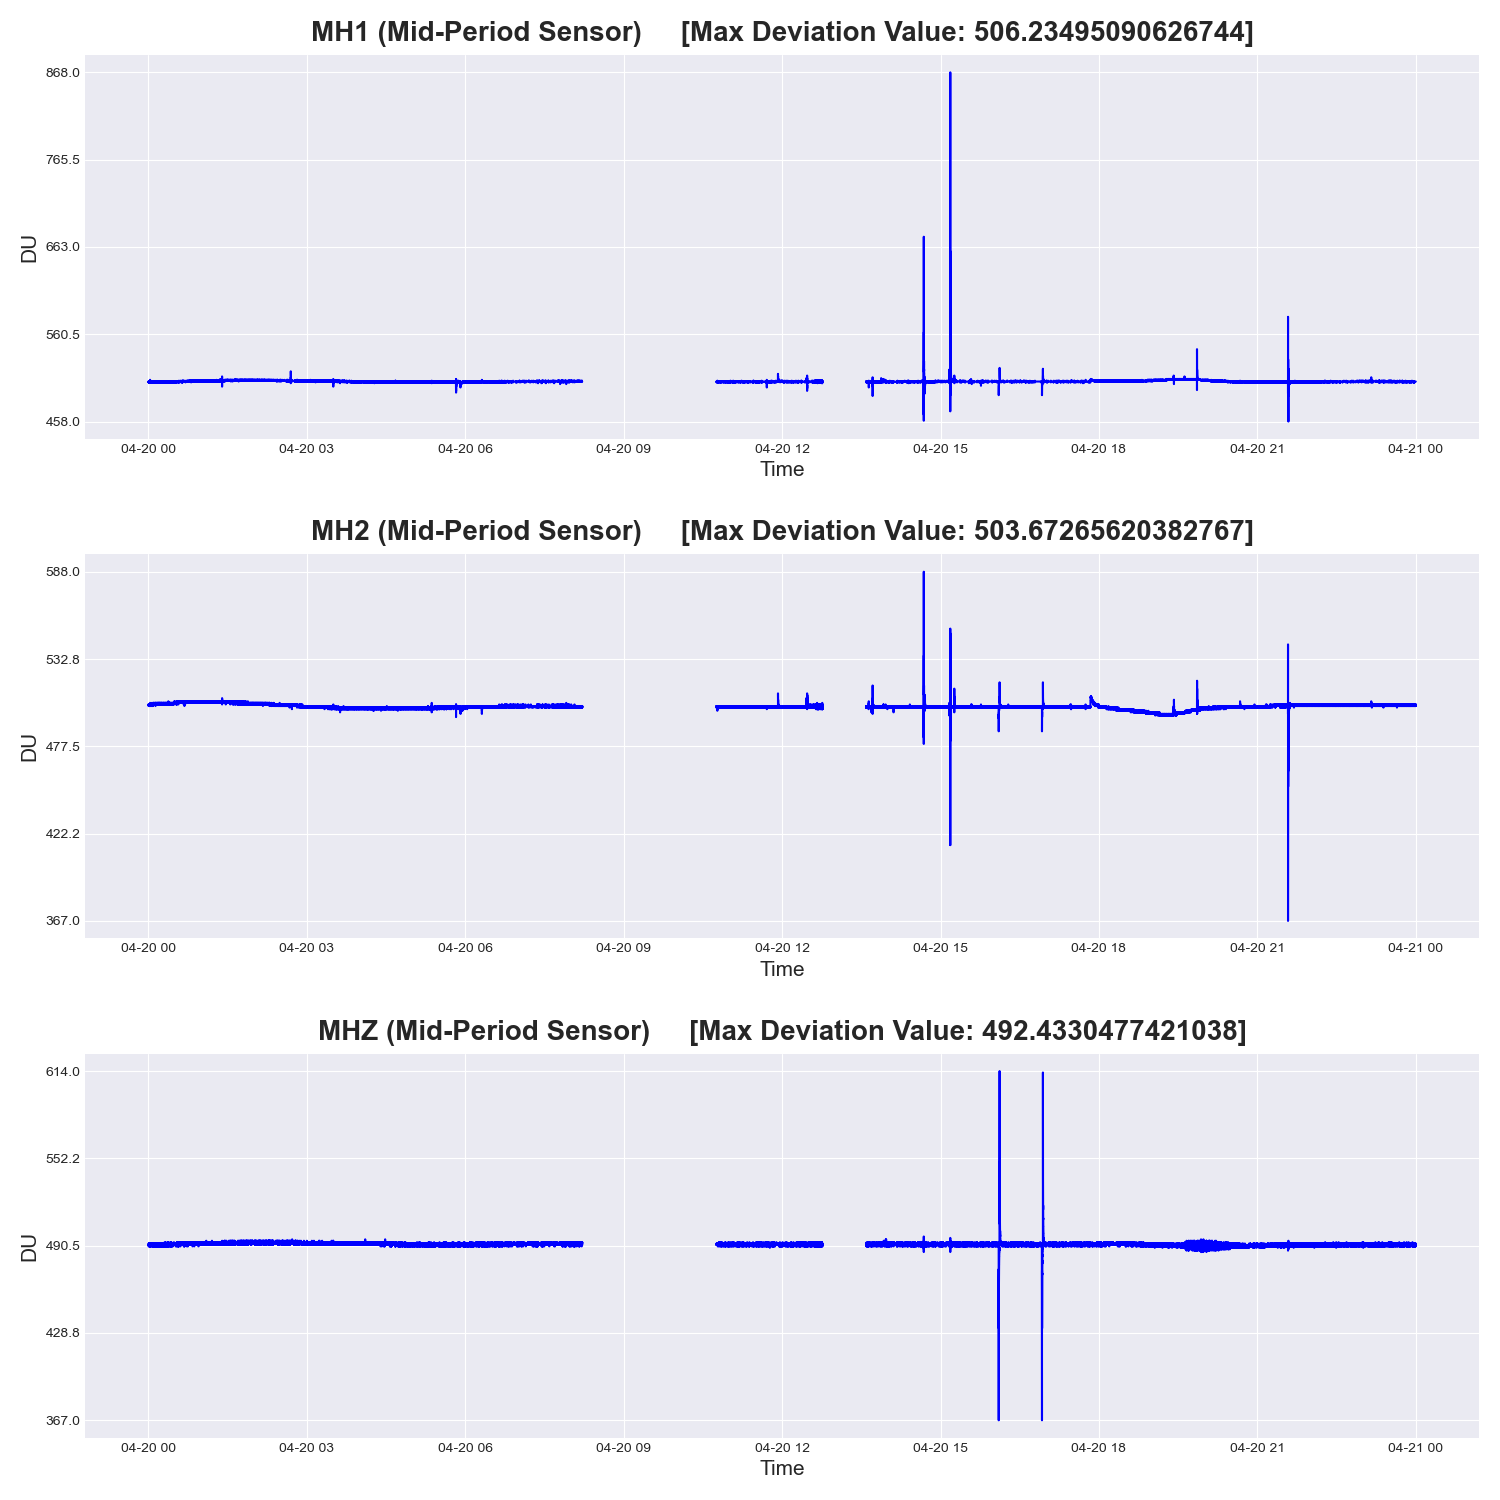 MH1 (Mid-Period Sensor) [Max Deviation Value: 506.23495090626744]
868.0
765.5
663.0
560.5
458.0
DU
04-20 00 04-20 03 04-20 06 04-20 09 04-20 12 04-20 15 04-20 18 04-20 21 04-21 00
Time
MH2 (Mid-Period Sensor) [Max Deviation Value: 503.67265620382767]
588.0
532.8
477.5
422.2
367.0
DU
04-20 00 04-20 03 04-20 06 04-20 09 04-20 12 04-20 15 04-20 18 04-20 21 04-21 00
Time
MHZ (Mid-Period Sensor) [Max Deviation Value: 492.4330477421038]
614.0
552.2
490.5
428.8
367.0
DU
04-20 00 04-20 03 04-20 06 04-20 09 04-20 12 04-20 15 04-20 18 04-20 21 04-21 00
Time